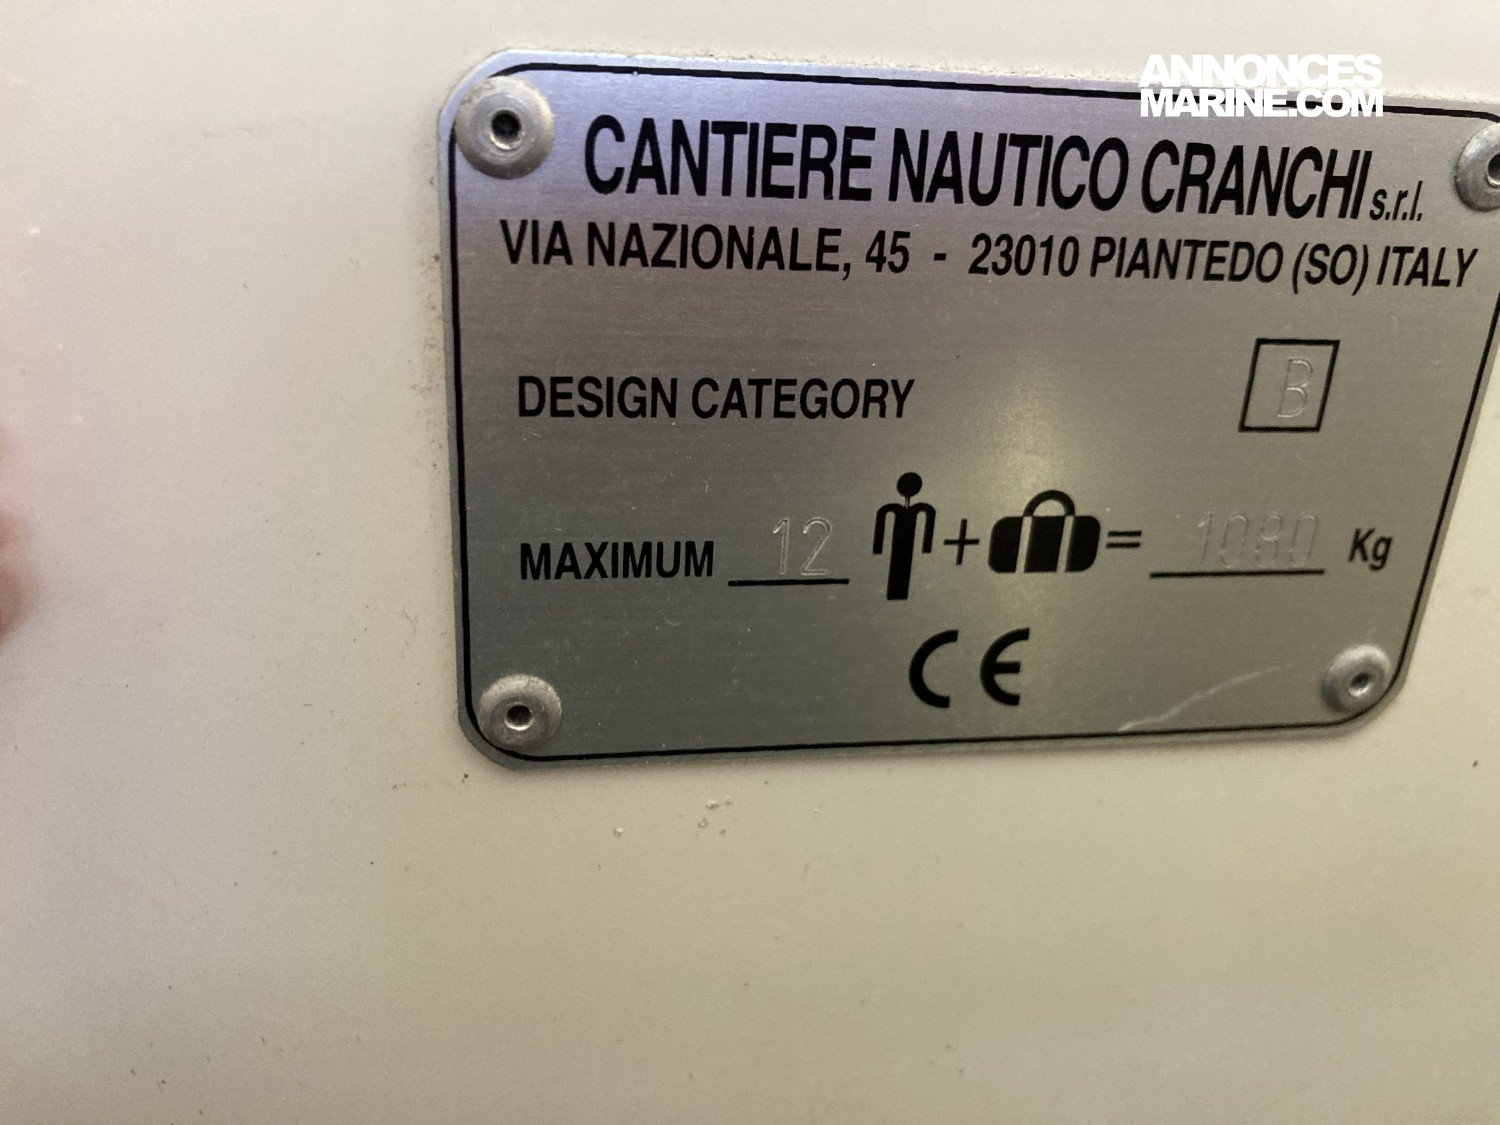 ANNONCES
MARINE.COM
CANTIERE NAUTICO CRANCHI s.r.l.
VIA NAZIONALE, 45 - 23010 PIANTEDO (SO) ITALY
DESIGN CATEGORY B
MAXIMUM 12 + = 1080 Kg
CE